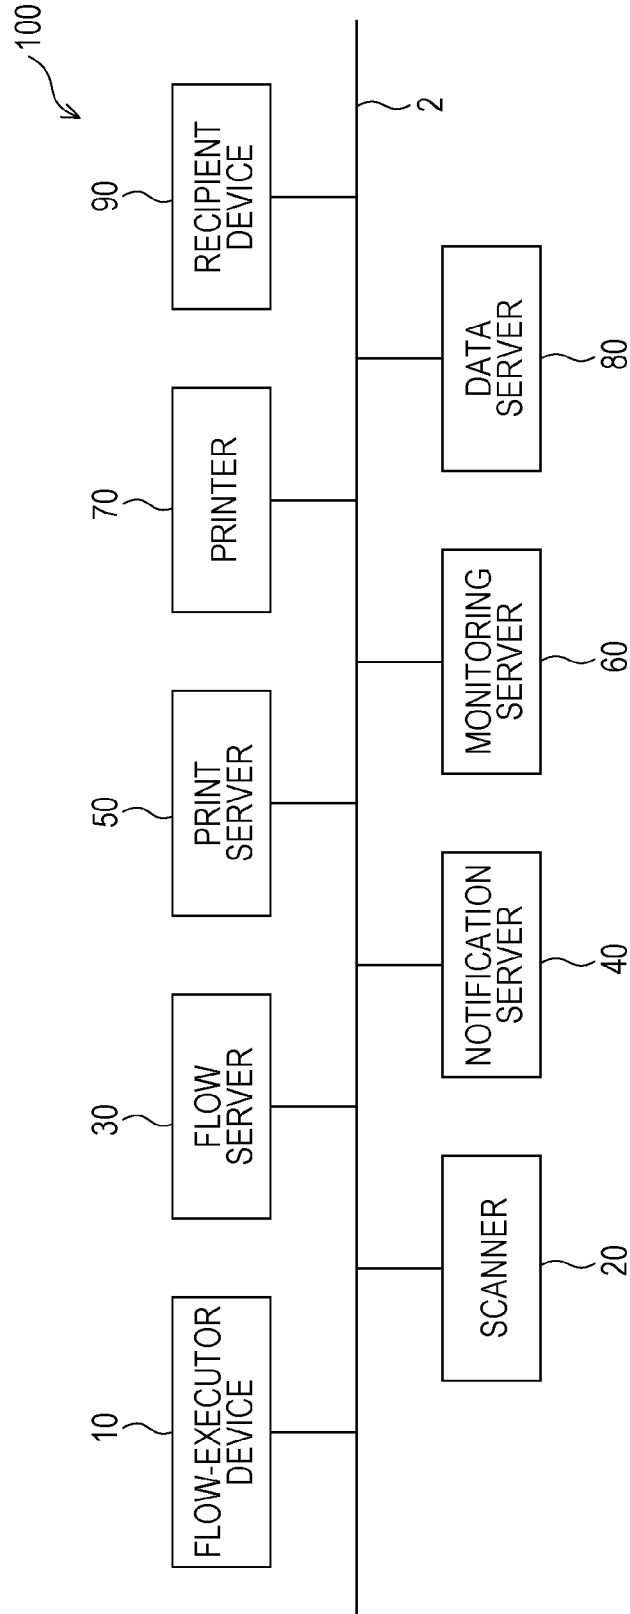 100
10
30
50
70
90
FLOW-EXECUTOR
DEVICE
FLOW
SERVER
PRINT
SERVER
PRINTER
RECIPIENT
DEVICE
2
SCANNER
NOTIFICATION
SERVER
MONITORING
SERVER
DATA
SERVER
20
40
60
80